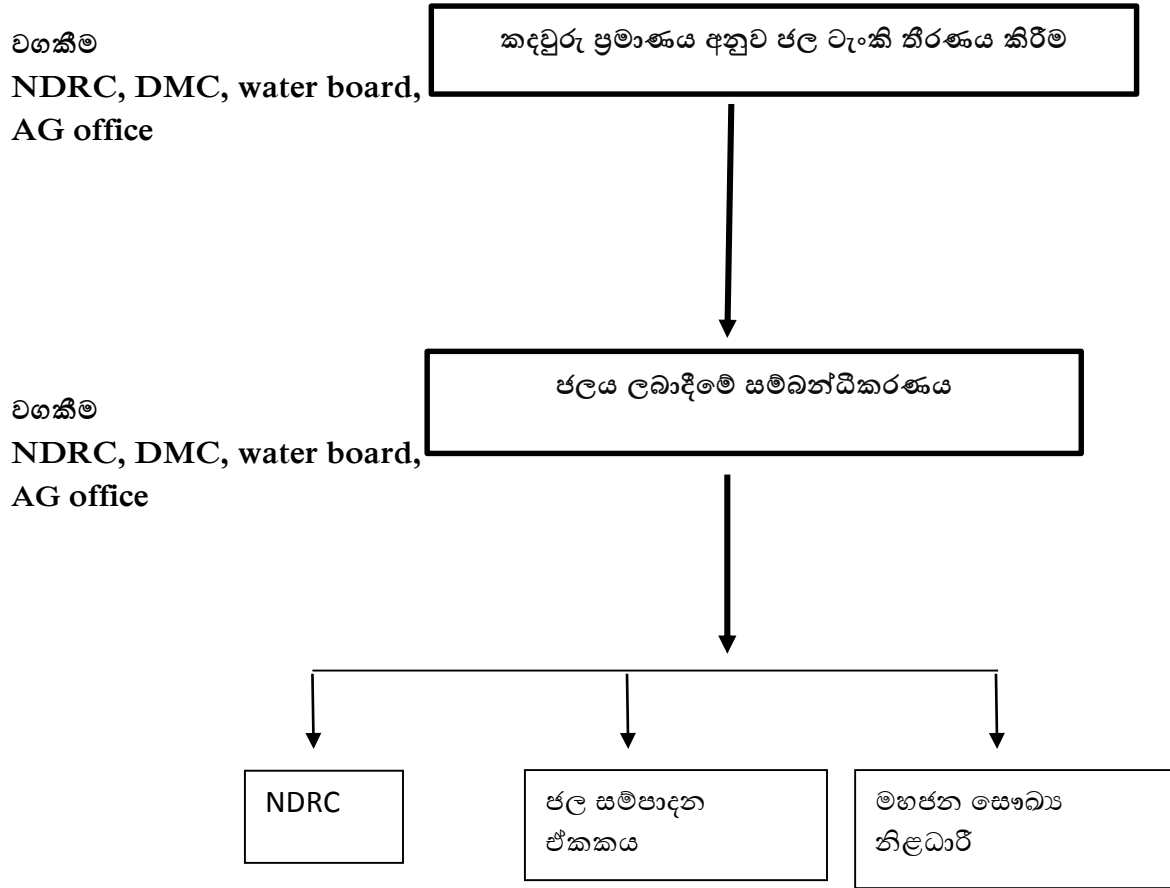 වගකීම
NDRC, DMC, water board,
AG office
කදවුරු ප්‍රමාණය අනුව ජල ටැංකි තීරණය කිරීම
වගකීම
NDRC, DMC, water board,
AG office
ජලය ලබාදීමේ සම්බන්ධීකරණය
NDRC
ජල සම්පාදන
ඒකකය
මහජන සෞඛ්‍ය
නිළධාරී